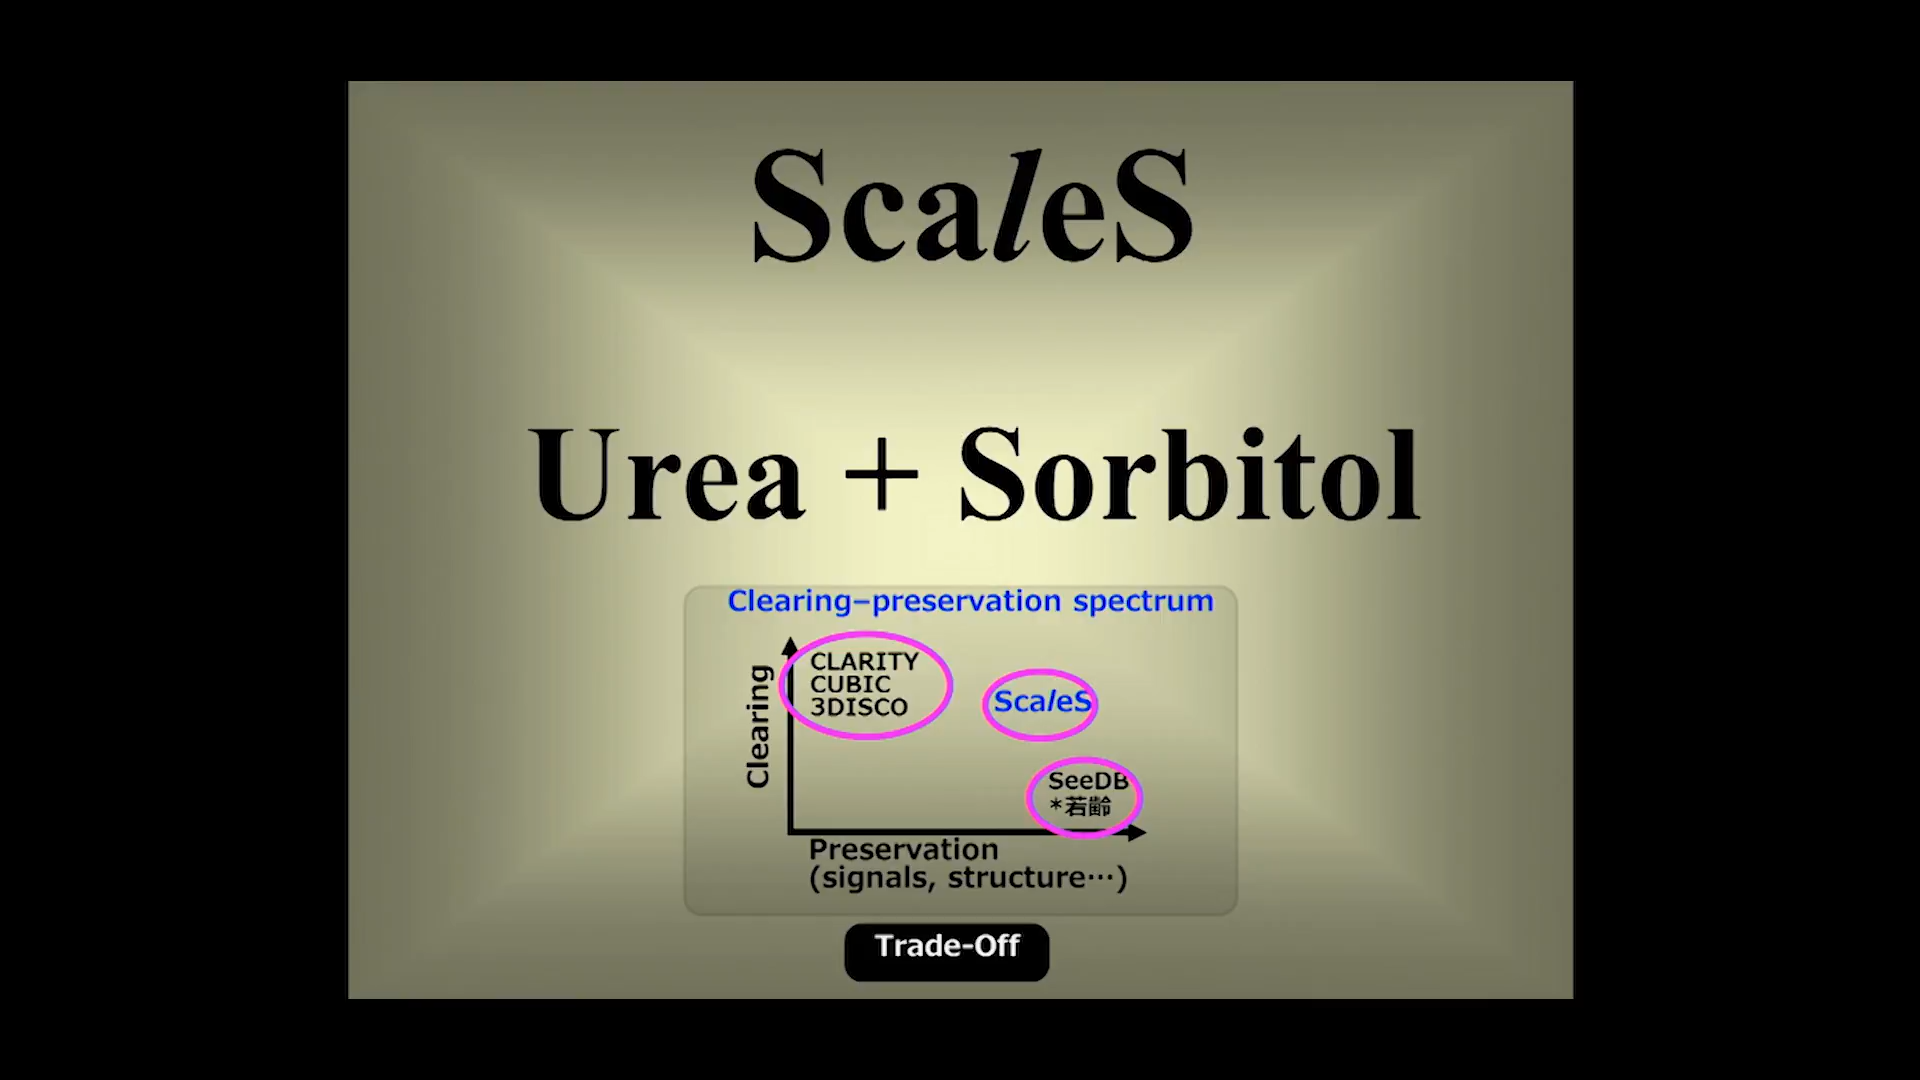 ScaleS
Urea + Sorbitol
Clearing–preservation spectrum
Clearing
CLARITY
CUBIC
3DISCO
ScaleS
SeeDB
*若齢
Preservation
(signals, structure…)
Trade-Off